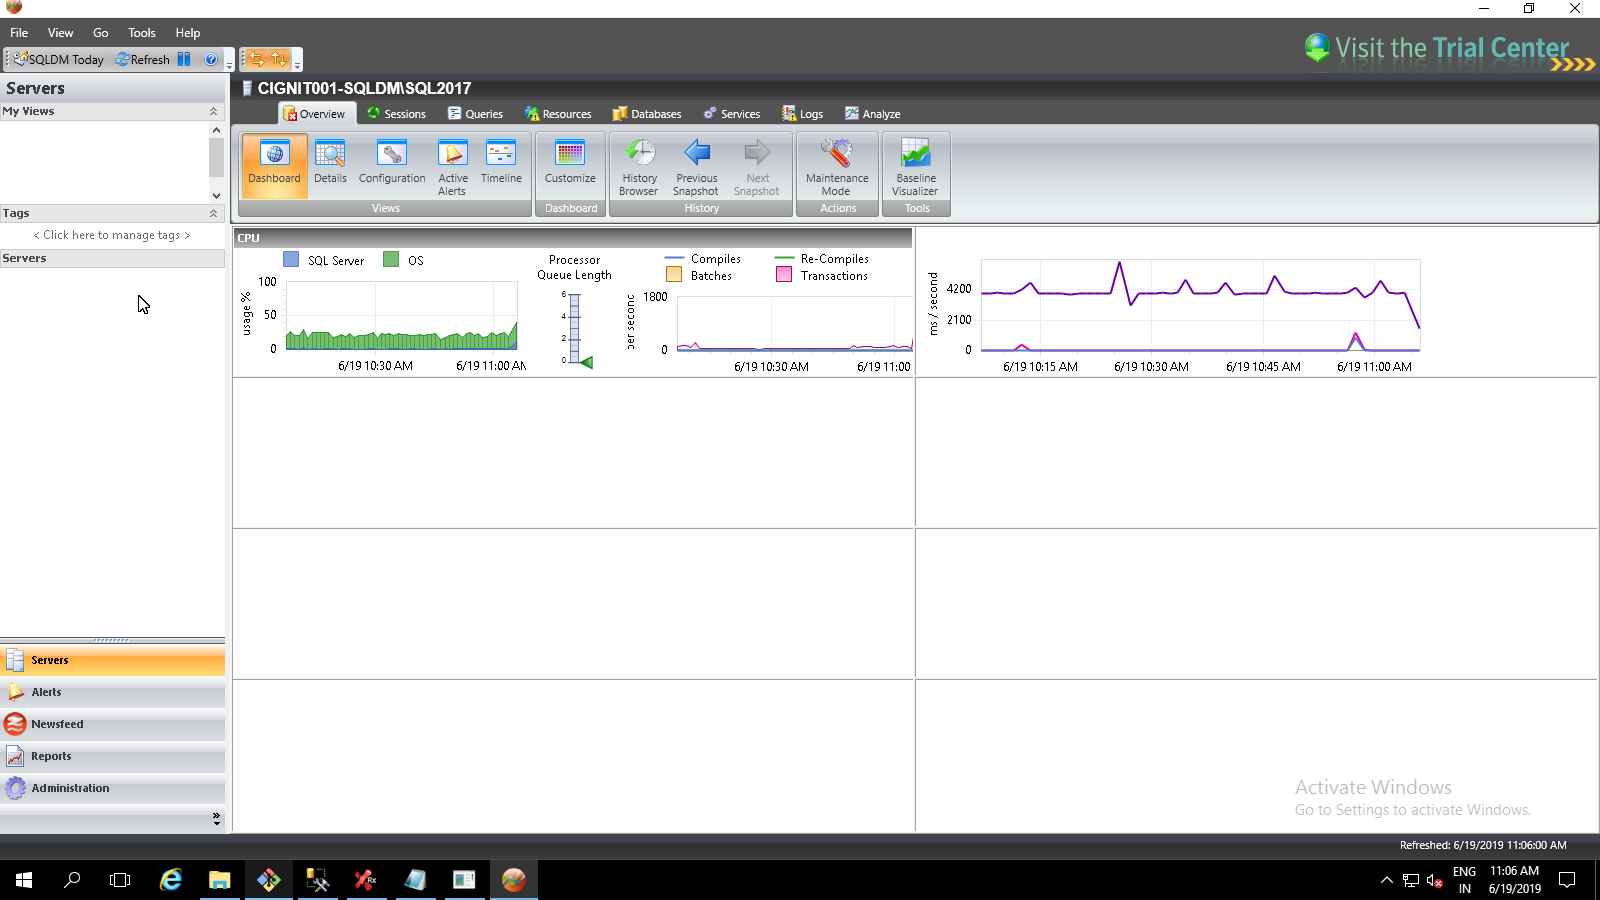 File View Go Tools Help
Visit the Trial Center
SQLDM Today Refresh
Servers
CIGNIT001-SQLDM\SQL2017
My Views
Overview Sessions Queries Resources Databases Services Logs Analyze
Dashboard Details Configuration Active Alerts Timeline
Views
Customize
Dashboard
History Browser Previous Snapshot Next Snapshot
History
Maintenance Mode
Actions
Baseline Visualizer
Tools
Tags
< Click here to manage tags >
Servers
CPU
SQL Server OS
usage %
100
50
0
6/19 10:30 AM 6/19 11:00 AM
Processor
Queue Length
6
4
2
0
Compiles Re-Compiles
Batches Transactions
per second
1800
0
6/19 10:30 AM 6/19 11:00
ms / second
4200
2100
0
6/19 10:15 AM 6/19 10:30 AM 6/19 10:45 AM 6/19 11:00 AM
Servers
Alerts
Newsfeed
Reports
Administration
Activate Windows
Go to Settings to activate Windows.
Refreshed: 6/19/2019 11:06:00 AM
Rx
ENG
IN
11:06 AM
6/19/2019